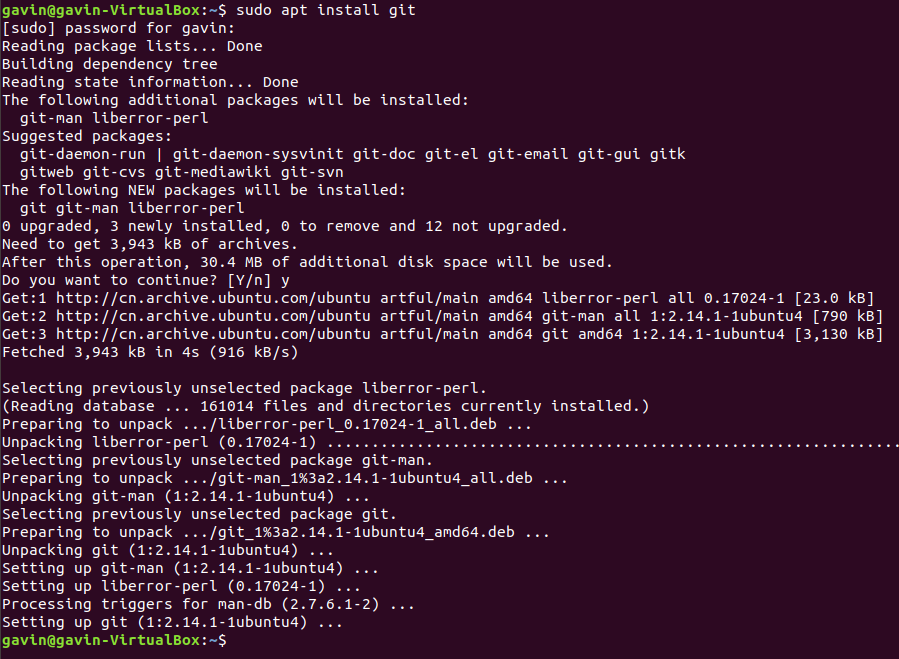 gavin@gavin-VirtualBox:~$ sudo apt install git
[sudo] password for gavin:
Reading package lists... Done
Building dependency tree
Reading state information... Done
The following additional packages will be installed:
  git-man liberror-perl
Suggested packages:
  git-daemon-run | git-daemon-sysvinit git-doc git-el git-email git-gui gitk
  gitweb git-cvs git-mediawiki git-svn
The following NEW packages will be installed:
  git git-man liberror-perl
0 upgraded, 3 newly installed, 0 to remove and 12 not upgraded.
Need to get 3,943 kB of archives.
After this operation, 30.4 MB of additional disk space will be used.
Do you want to continue? [Y/n] y
Get:1 http://cn.archive.ubuntu.com/ubuntu artful/main amd64 liberror-perl all 0.17024-1 [23.0 kB]
Get:2 http://cn.archive.ubuntu.com/ubuntu artful/main amd64 git-man all 1:2.14.1-1ubuntu4 [790 kB]
Get:3 http://cn.archive.ubuntu.com/ubuntu artful/main amd64 git amd64 1:2.14.1-1ubuntu4 [3,130 kB]
Fetched 3,943 kB in 4s (916 kB/s)

Selecting previously unselected package liberror-perl.
(Reading database ... 161014 files and directories currently installed.)
Preparing to unpack .../liberror-perl_0.17024-1_all.deb ...
Unpacking liberror-perl (0.17024-1) ................................................................
Selecting previously unselected package git-man.
Preparing to unpack .../git-man_1%3a2.14.1-1ubuntu4_all.deb ...
Unpacking git-man (1:2.14.1-1ubuntu4) ...
Selecting previously unselected package git.
Preparing to unpack .../git_1%3a2.14.1-1ubuntu4_amd64.deb ...
Unpacking git (1:2.14.1-1ubuntu4) ...
Setting up git-man (1:2.14.1-1ubuntu4) ...
Setting up liberror-perl (0.17024-1) ...
Processing triggers for man-db (2.7.6.1-2) ...
Setting up git (1:2.14.1-1ubuntu4) ...
gavin@gavin-VirtualBox:~$